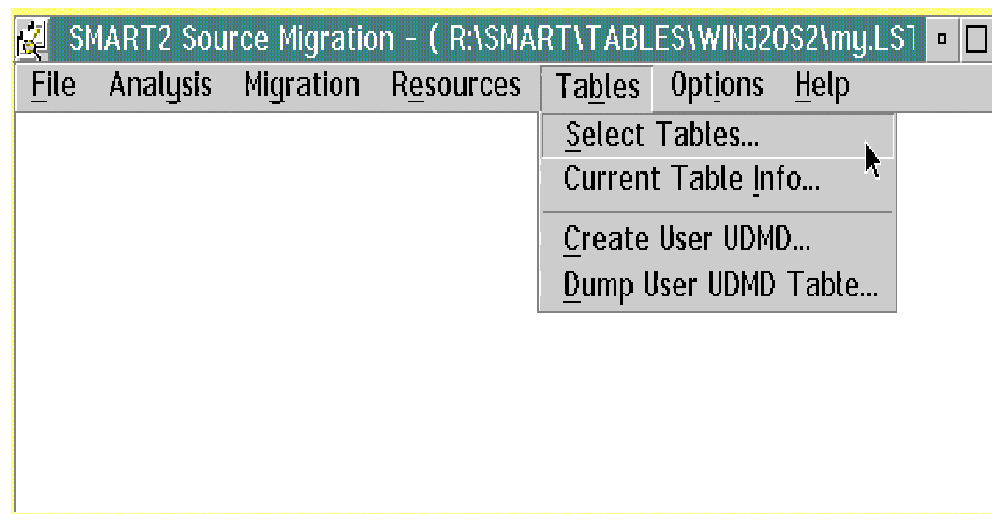 SMART2 Source Migration - ( R:\SMART\TABLES\WIN32OS2\my.LST
File Analysis Migration Resources Tables Options Help
Select Tables...
Current Table Info...
Create User UDMD...
Dump User UDMD Table...